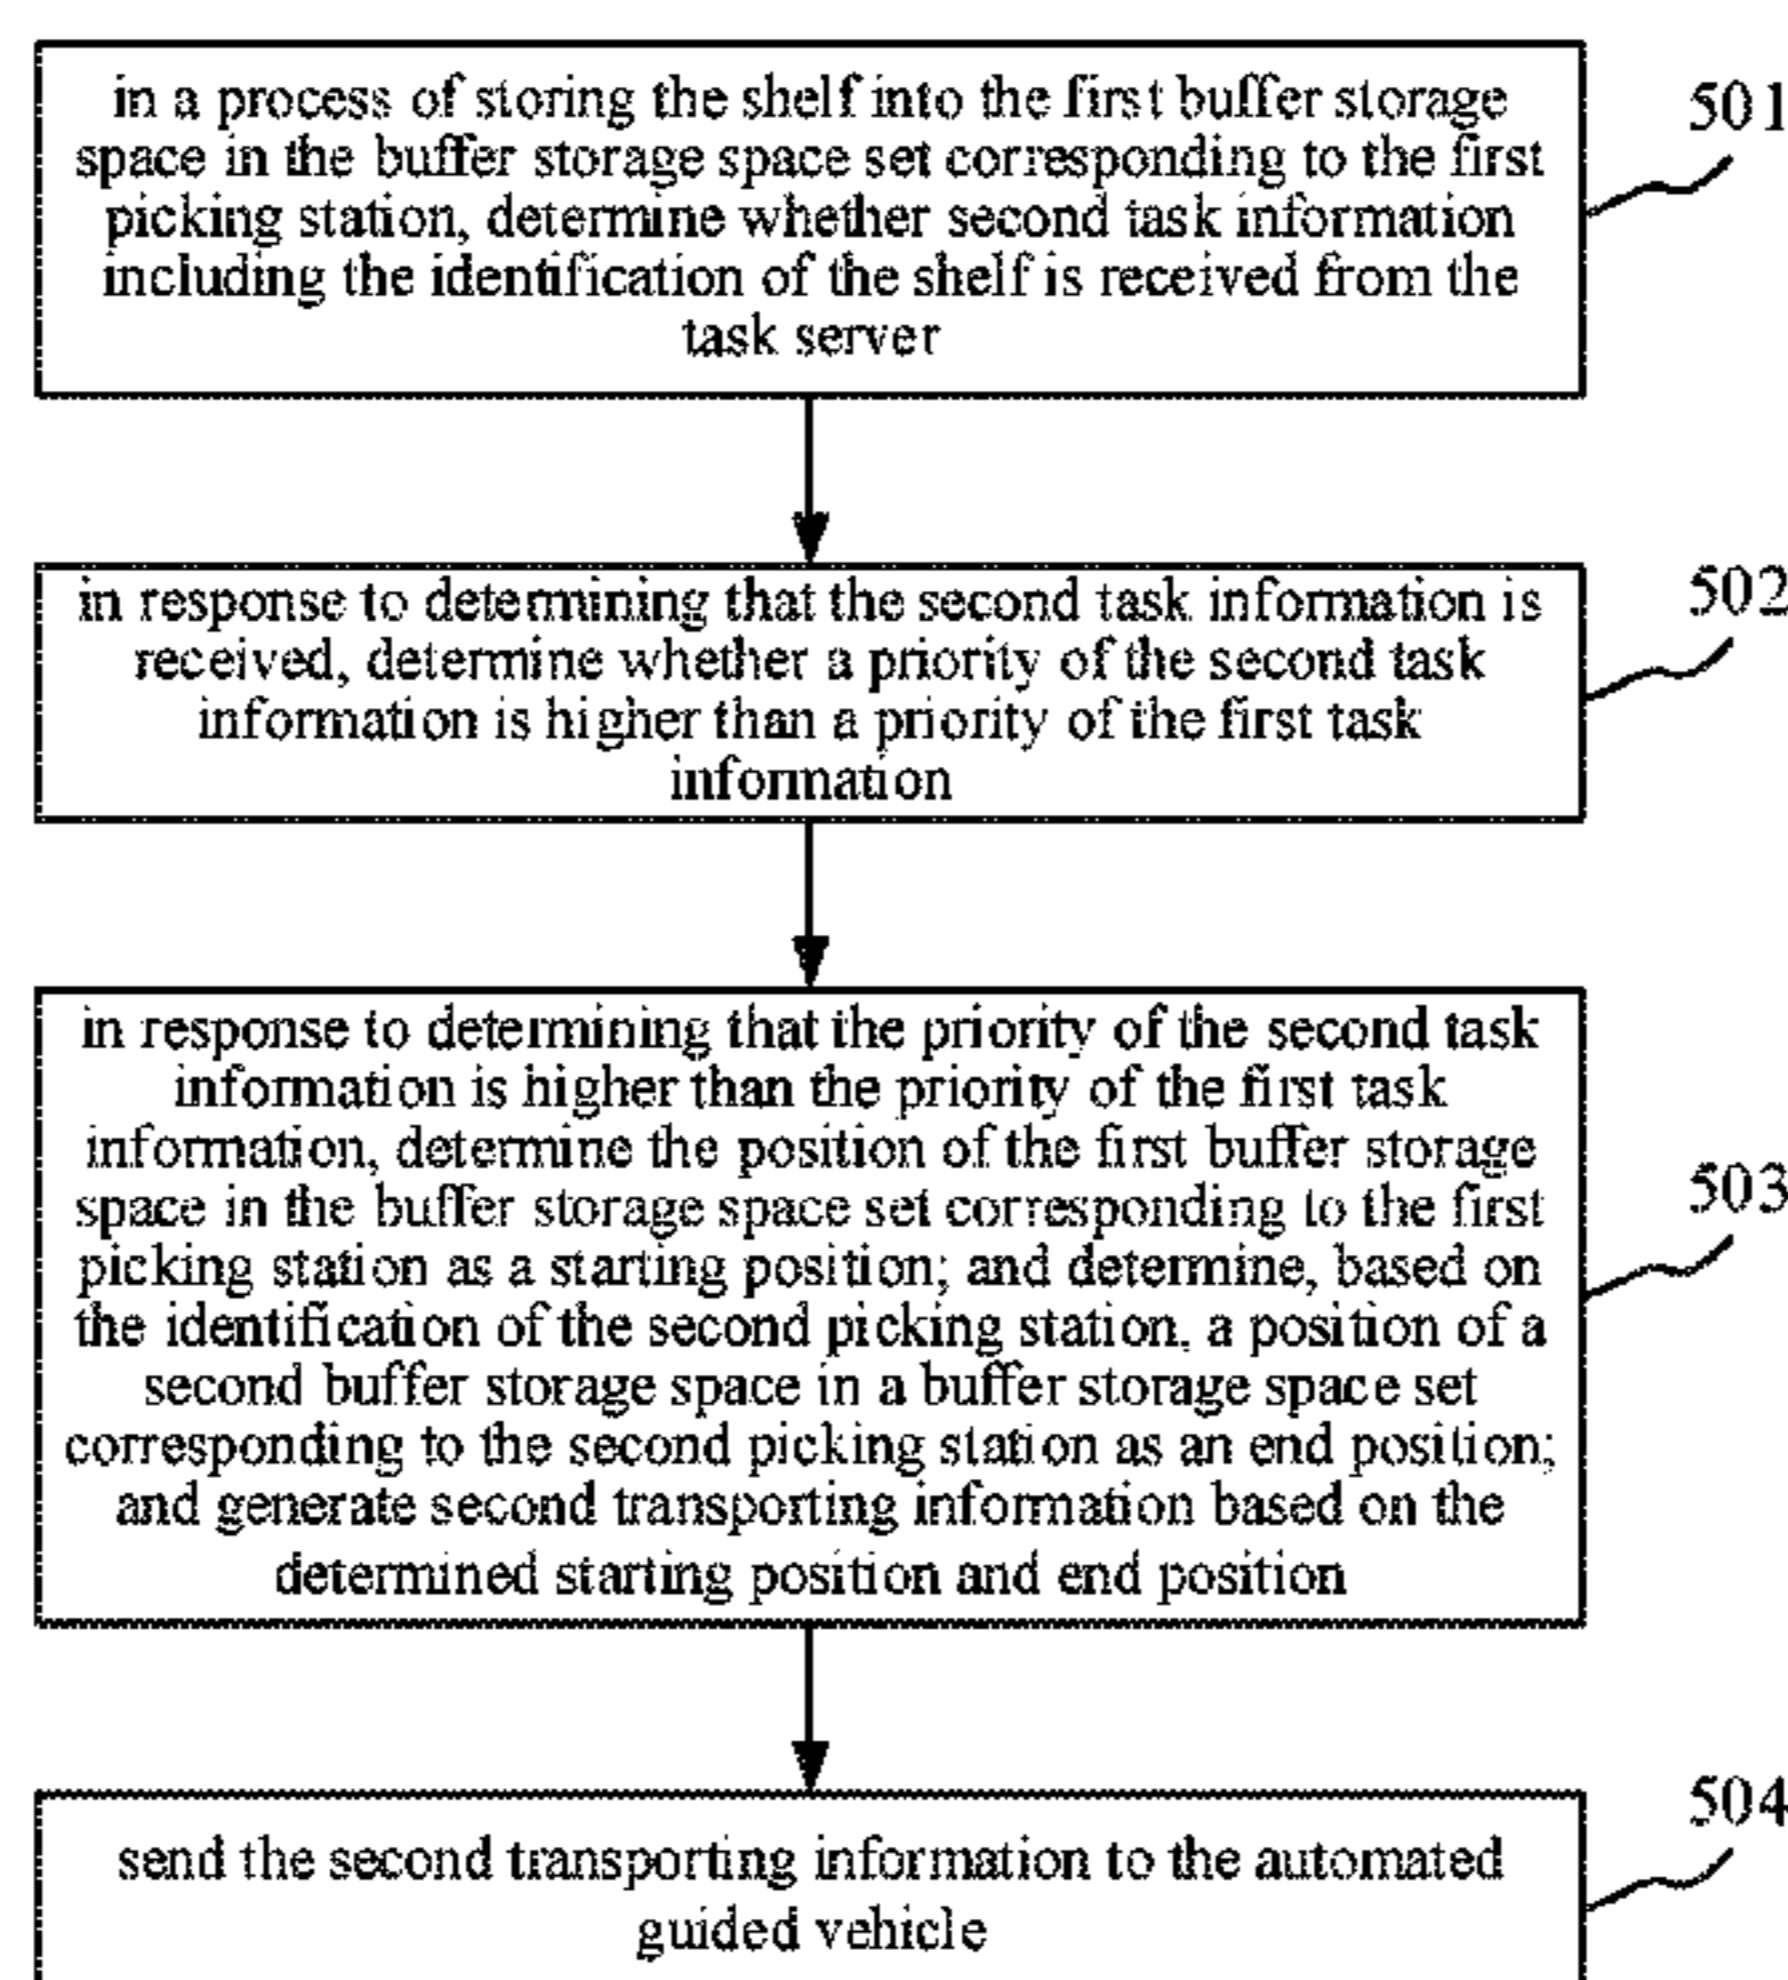 in a process of storing the shelf into the first buffer storage
space in the buffer storage space set corresponding to the first
picking station, determine whether second task information
including the identification of the shelf is received from the
task server
501
in response to determining that the second task information is
received, determine whether a priority of the second task
information is higher than a priority of the first task
information
502
in response to determining that the priority of the second task
information is higher than the priority of the first task
information, determine the position of the first buffer storage
space in the buffer storage space set corresponding to the first
picking station as a starting position; and determine, based on
the identification of the second picking station, a position of a
second buffer storage space in a buffer storage space set
corresponding to the second picking station as an end position;
and generate second transporting information based on the
determined starting position and end position
503
send the second transporting information to the automated
guided vehicle
504